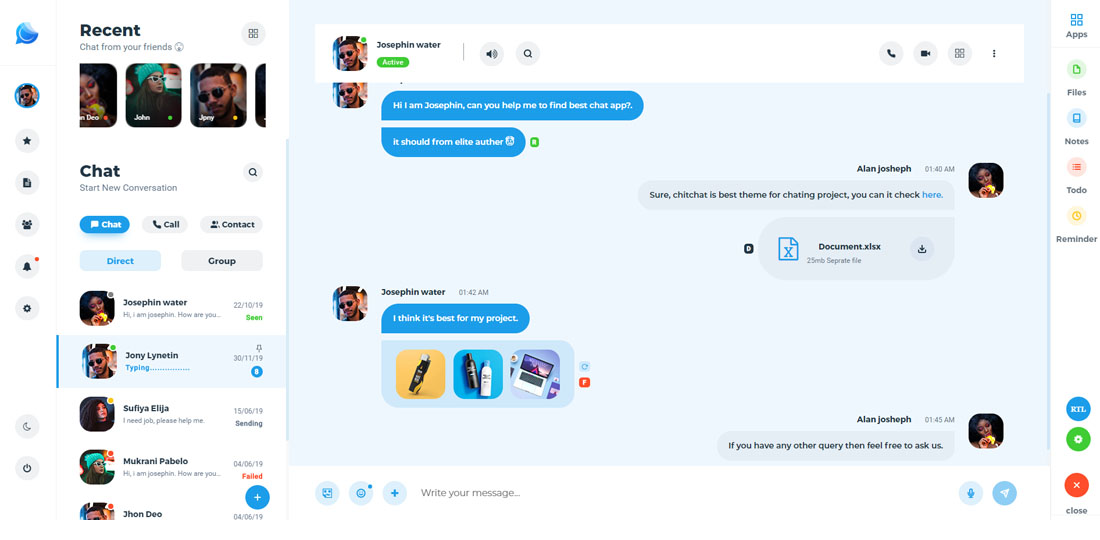 Recent
Chat from your friends 😱
n Deo
John
Jpny
Chat
Start New Conversation
Chat
Call
Contact
Direct
Group
Josephin water
22/10/19
Hi, i am josephin. How are you...
Seen
Jony Lynetin
30/11/19
Typing................
8
Sufiya Elija
15/06/19
I need job, please help me.
Sending
Mukrani Pabelo
04/06/19
Hi, i am josephin. How are you...
Failed
Jhon Deo
04/06/19
+
Josephin water
Active
Hi I am Josephin, can you help me to find best chat app?.
it should from elite auther
R
Alan josheph 01:40 AM
Sure, chitchat is best theme for chating project, you can it check here.
D
X
Document.xlsx
25mb Seprate file
Josephin water 01:42 AM
I think it's best for my project.
F
Alan josheph 01:45 AM
If you have any other query then feel free to ask us.
Write your message...
Apps
Files
Notes
Todo
Reminder
RTL
close